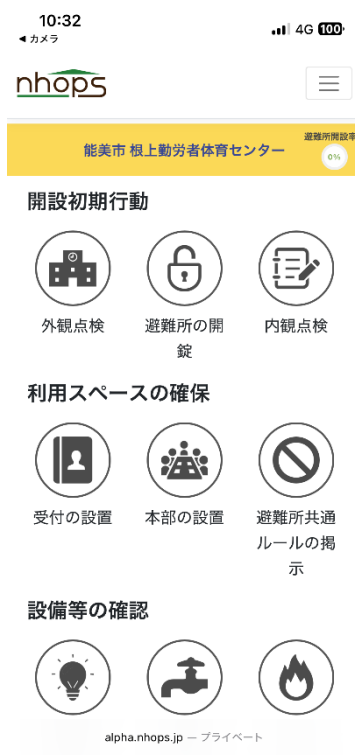 10:32
4G 100
◀ カメラ
nhops
避難所開設率
能美市 根上勤労者体育センター
0%
開設初期行動
外観点検
避難所の開
錠
内観点検
利用スペースの確保
受付の設置
本部の設置
避難所共通
ルールの掲
示
設備等の確認
alpha.nhops.jp — プライベート